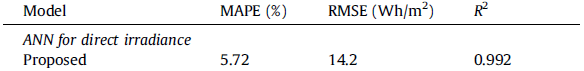 Model MAPE (%) RMSE (Wh/m²) R²
ANN for direct irradiance
Proposed 5.72 14.2 0.992